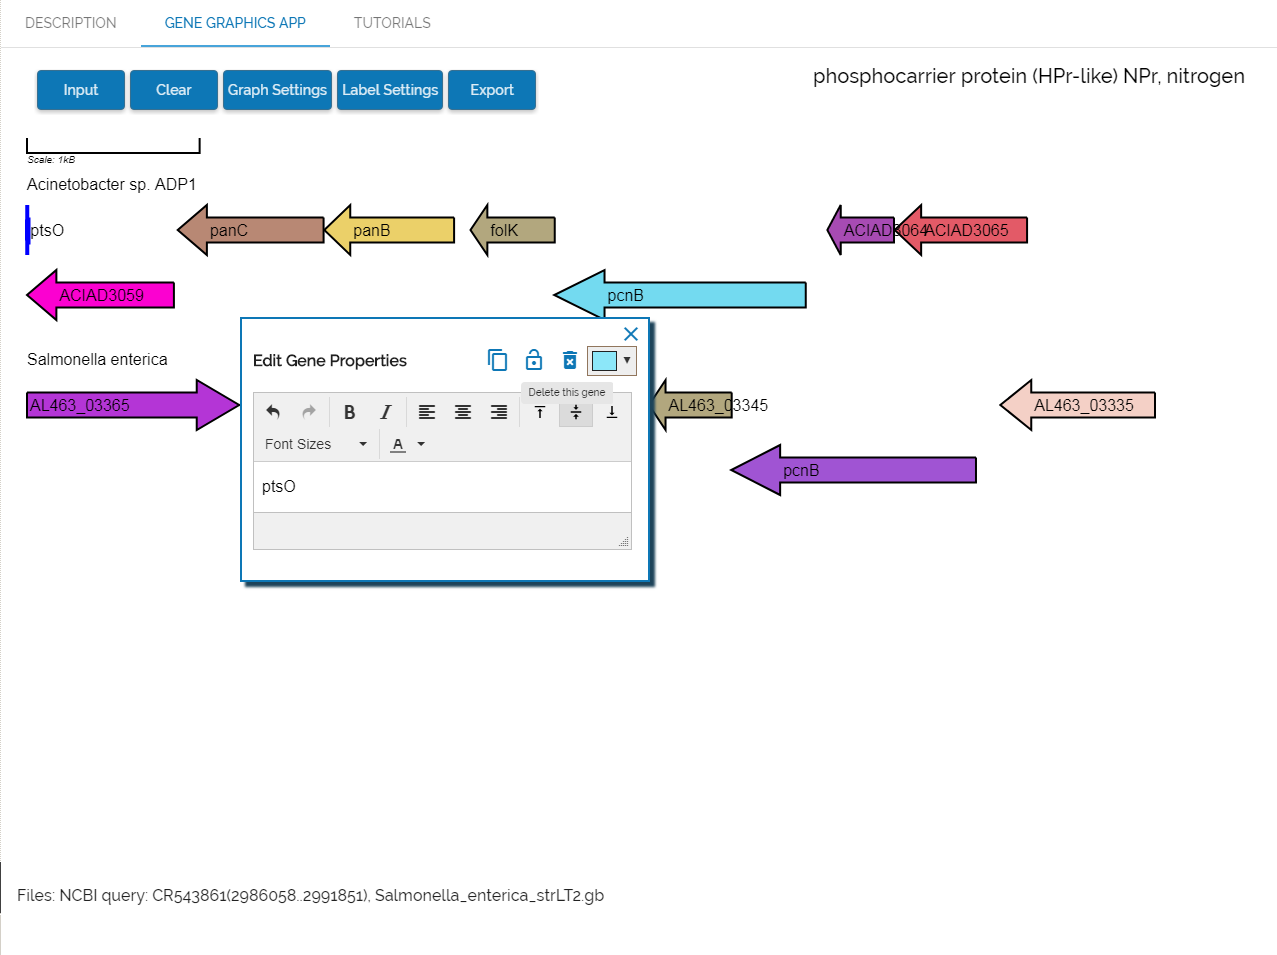 DESCRIPTION GENE GRAPHICS APP TUTORIALS
Input Clear Graph Settings Label Settings Export
phosphocarrier protein (HPr-like) NPr, nitrogen
Scale: 1kB
Acinetobacter sp. ADP1
ptsO panC panB folK ACIAD3064 ACIAD3065
ACIAD3059 pcnB
Salmonella enterica
Edit Gene Properties
Delete this gene
AL463_03365 AL463_03345 AL463_03335
B I
Font Sizes A
pcnB
ptsO
Files: NCBI query: CR543861(2986058..2991851), Salmonella_enterica_strLT2.gb